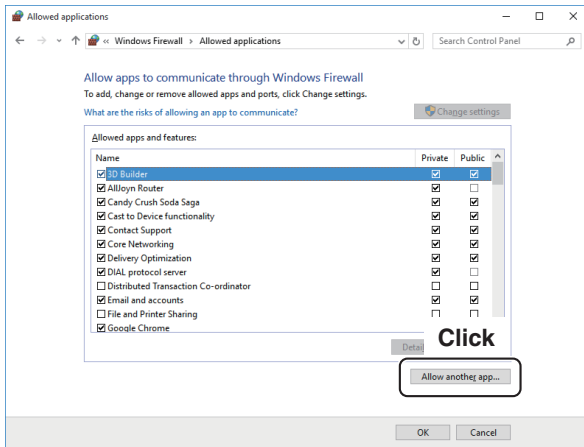 Allowed applications
« Windows Firewall › Allowed applications
Search Control Panel
Allow apps to communicate through Windows Firewall
To add, change or remove allowed apps and ports, click Change settings.
What are the risks of allowing an app to communicate?
Change settings
Allowed apps and features:
Name Private Public
3D Builder
AllJoyn Router
Candy Crush Soda Saga
Cast to Device functionality
Contact Support
Core Networking
Delivery Optimization
DIAL protocol server
Distributed Transaction Co-ordinator
Email and accounts
File and Printer Sharing
Google Chrome
Click
Allow another app...
OK Cancel